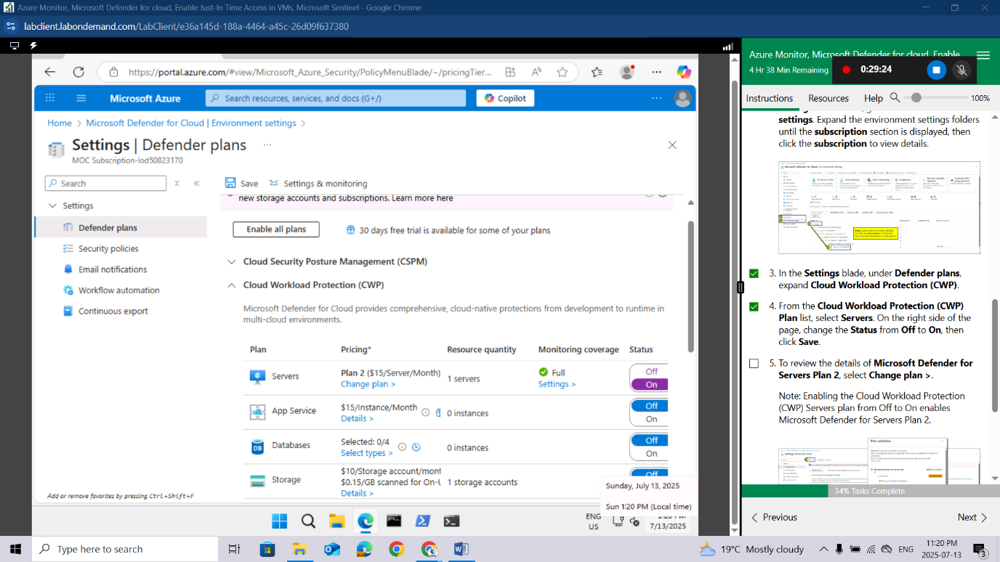 Azure Monitor, Microsoft Defender for cloud, Enable Just-In Time Access in VMs, Microsoft Sentinel - Google Chrome
labclient.labondemand.com/LabClient/e36a145d-188a-4464-a45c-26d09f637380
https://portal.azure.com/#view/Microsoft_Azure_Security/PolicyMenuBlade/~/pricingTier...
Microsoft Azure
Search resources, services, and docs (G+/)
Copilot
Home > Microsoft Defender for Cloud | Environment settings >
Settings | Defender plans ...
MOC Subscription-lod50823170
Search
Settings
Defender plans
Security policies
Email notifications
Workflow automation
Continuous export
Add or remove favorites by pressing Ctrl+Shift+F
Save
Settings & monitoring
new storage accounts and subscriptions. Learn more here
Enable all plans
30 days free trial is available for some of your plans
Cloud Security Posture Management (CSPM)
Cloud Workload Protection (CWP)
Microsoft Defender for Cloud provides comprehensive, cloud-native protections from development to runtime in
multi-cloud environments.
Plan Pricing* Resource quantity Monitoring coverage Status
Servers Plan 2 ($15/Server/Month) 1 servers Full Off
Change plan > Settings > On
App Service $15/Instance/Month 0 instances Off
Details > On
Databases Selected: 0/4 0 instances Off
Select types > On
Storage $10/Storage account/mont 1 storage accounts Off
$0.15/GB scanned for On-U
Details >
Sunday, July 13, 2025
Sun 1:20 PM (Local time)
ENG
US
7/13/2025
Azure Monitor, Microsoft Defender for cloud, Enable
4 Hr 38 Min Remaining
0:29:24
Instructions Resources Help 100%
settings. Expand the environment settings folders
until the subscription section is displayed, then
click the subscription to view details.
3. In the Settings blade, under Defender plans,
expand Cloud Workload Protection (CWP).
4. From the Cloud Workload Protection (CWP)
Plan list, select Servers. On the right side of the
page, change the Status from Off to On, then
click Save.
5. To review the details of Microsoft Defender for
Servers Plan 2, select Change plan >.
Note: Enabling the Cloud Workload Protection
(CWP) Servers plan from Off to On enables
Microsoft Defender for Servers Plan 2.
Plan selection
34% Tasks Complete
Previous
Next
Type here to search
19°C Mostly cloudy
ENG
11:20 PM
2025-07-13
3